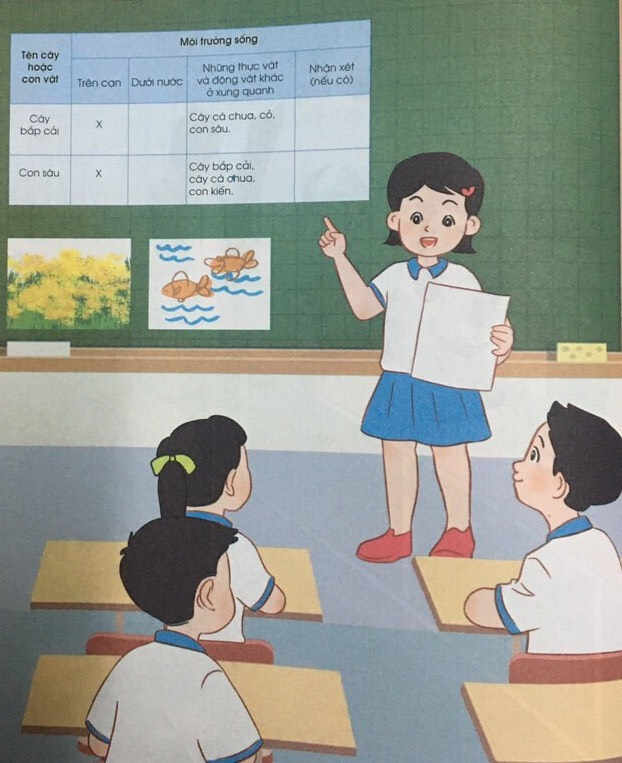 Môi trường sống
Tên cây
hoặc
con vật
Trên cạn
Dưới nước
Những thực vật
và động vật khác
ở xung quanh
Nhận xét
(nếu có)
Cây
bắp cải
X
Cây cà chua, cỏ,
con sâu.
Con sâu
X
Cây bắp cải,
cây cà chua,
con kiến.